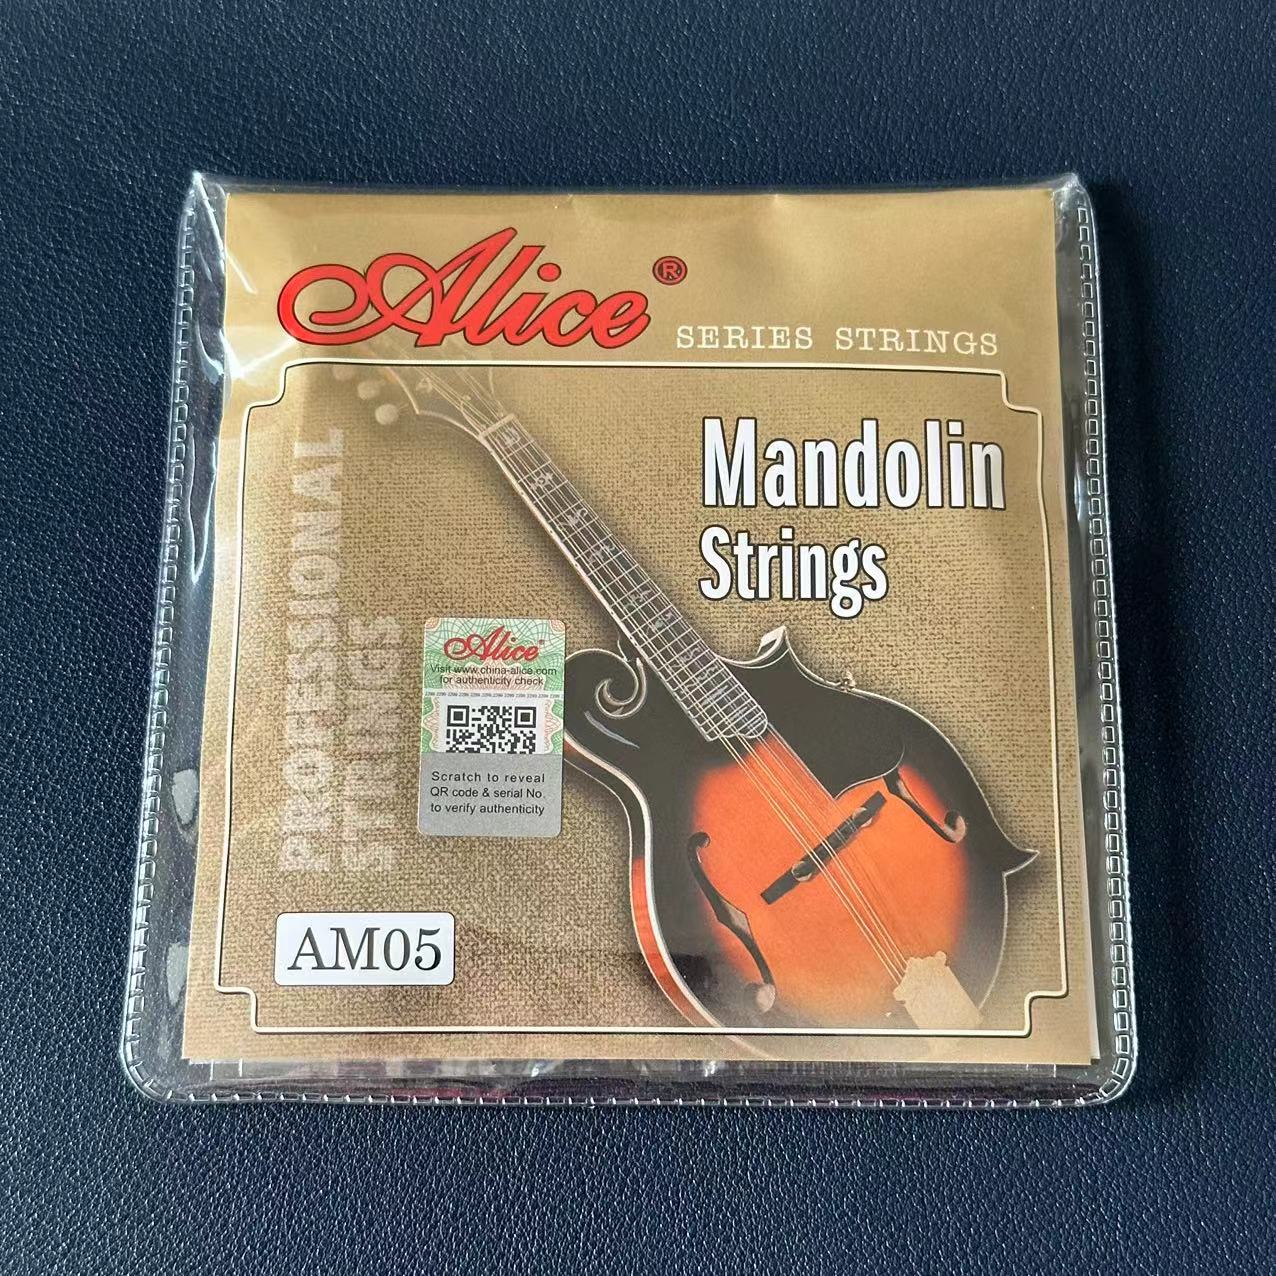 Alice®
SERIES STRINGS
Mandolin
Strings
PROFESSIONAL
STRINGS
Alice
Visit www.china-alice.com
for authenticity check
Scratch to reveal
QR code & serial No.
to verify authenticity
AM05